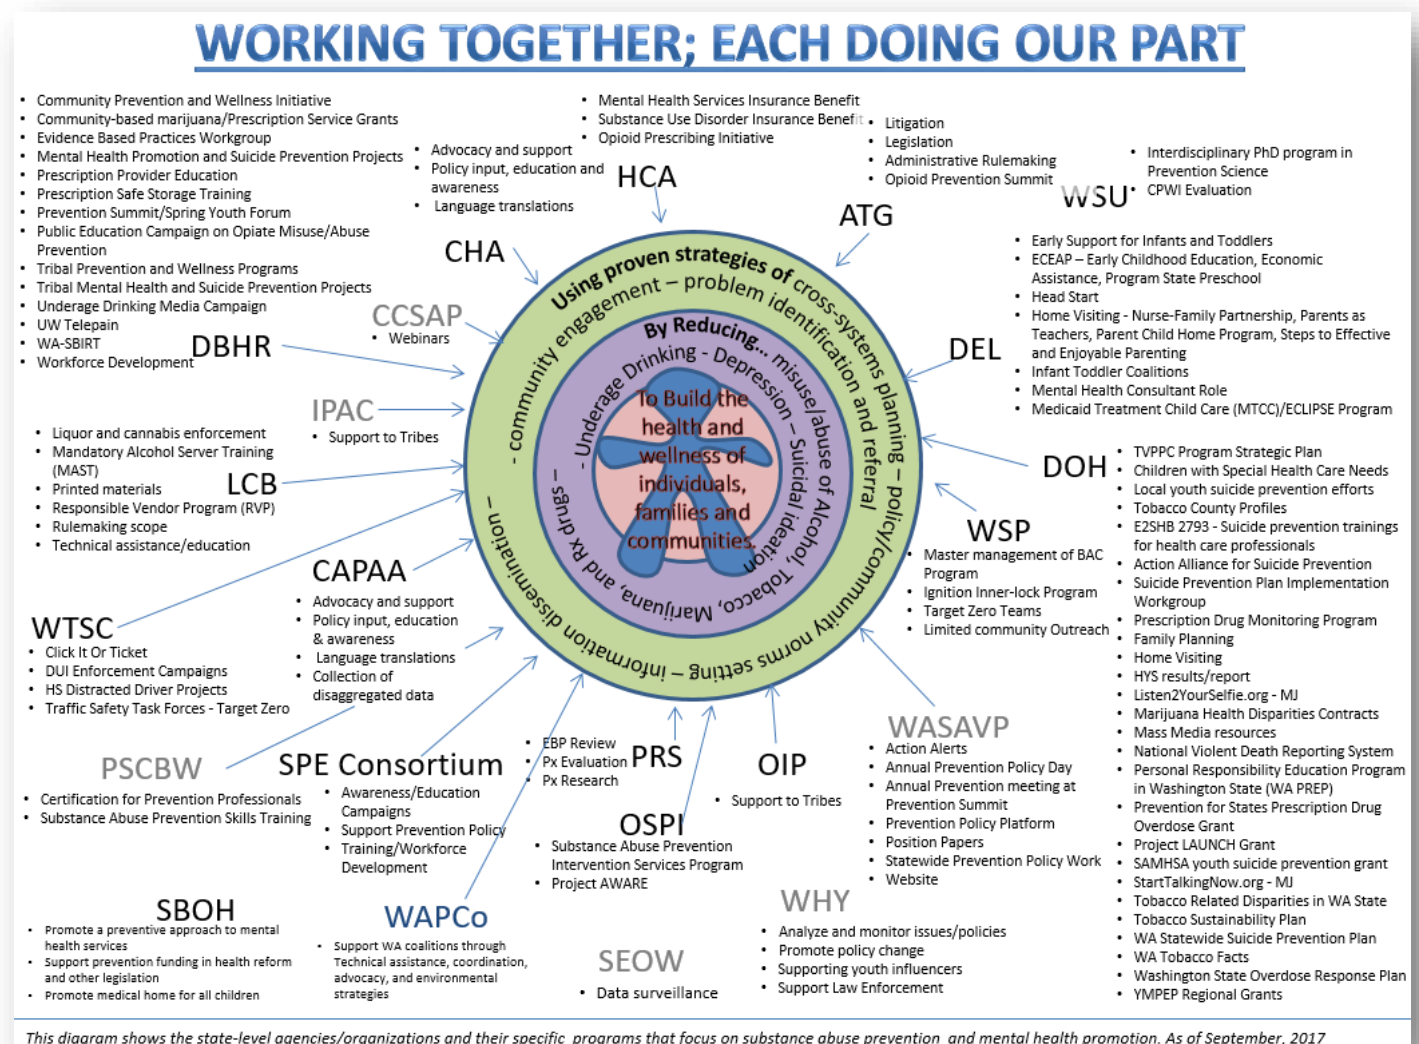 WORKING TOGETHER; EACH DOING OUR PART
• Community Prevention and Wellness Initiative
• Community-based marijuana/Prescription Service Grants
• Evidence Based Practices Workgroup
• Mental Health Promotion and Suicide Prevention Projects
• Prescription Provider Education
• Prescription Safe Storage Training
• Prevention Summit/Spring Youth Forum
• Public Education Campaign on Opiate Misuse/Abuse
Prevention
• Tribal Prevention and Wellness Programs
• Tribal Mental Health and Suicide Prevention Projects
• Underage Drinking Media Campaign
• UW Telepain
• WA-SBIRT
• Workforce Development
DBHR
• Advocacy and support
• Policy input, education and
awareness
• Language translations
CHA
• Mental Health Services Insurance Benefit
• Substance Use Disorder Insurance Benefit
• Opioid Prescribing Initiative
HCA
• Litigation
• Legislation
• Administrative Rulemaking
• Opioid Prevention Summit
ATG
• Interdisciplinary PhD program in
Prevention Science
• CPWI Evaluation
WSU
CCSAP
• Webinars
IPAC
• Support to Tribes
• Early Support for Infants and Toddlers
• ECEAP – Early Childhood Education, Economic
Assistance, Program State Preschool
• Head Start
• Home Visiting - Nurse-Family Partnership, Parents as
Teachers, Parent Child Home Program, Steps to Effective
and Enjoyable Parenting
• Infant Toddler Coalitions
• Mental Health Consultant Role
• Medicaid Treatment Child Care (MTCC)/ECLIPSE Program
DEL
Using proven strategies of cross-systems planning – policy/community norms setting – information dissemination –
- community engagement – problem identification and referral
By Reducing... misuse/abuse of Alcohol, Tobacco, Marijuana, and Rx drugs –
- Underage Drinking - Depression – Suicidal ideation
To Build the
health and
wellness of
individuals,
families and
communities.
• Liquor and cannabis enforcement
• Mandatory Alcohol Server Training
(MAST)
• Printed materials
• Responsible Vendor Program (RVP)
• Rulemaking scope
• Technical assistance/education
LCB
DOH
• TVPPC Program Strategic Plan
• Children with Special Health Care Needs
• Local youth suicide prevention efforts
• Tobacco County Profiles
• E2SHB 2793 - Suicide prevention trainings
for health care professionals
• Action Alliance for Suicide Prevention
• Suicide Prevention Plan Implementation
Workgroup
• Prescription Drug Monitoring Program
• Family Planning
• Home Visiting
• HYS results/report
• Listen2YourSelfie.org - MJ
• Marijuana Health Disparities Contracts
• Mass Media resources
• National Violent Death Reporting System
• Personal Responsibility Education Program
in Washington State (WA PREP)
• Prevention for States Prescription Drug
Overdose Grant
• Project LAUNCH Grant
• SAMHSA youth suicide prevention grant
• StartTalkingNow.org - MJ
• Tobacco Related Disparities in WA State
• Tobacco Sustainability Plan
• WA Statewide Suicide Prevention Plan
• WA Tobacco Facts
• Washington State Overdose Response Plan
• YMPEP Regional Grants
WSP
• Master management of BAC
Program
• Ignition Inner-lock Program
• Target Zero Teams
• Limited community Outreach
CAPAA
• Advocacy and support
• Policy input, education
& awareness
• Language translations
• Collection of
disaggregated data
WTSC
• Click It Or Ticket
• DUI Enforcement Campaigns
• HS Distracted Driver Projects
• Traffic Safety Task Forces - Target Zero
PSCBW
• Certification for Prevention Professionals
• Substance Abuse Prevention Skills Training
SPE Consortium
• Awareness/Education
Campaigns
• Support Prevention Policy
• Training/Workforce
Development
• EBP Review
• Px Evaluation
• Px Research
PRS
OIP
• Support to Tribes
OSPI
• Substance Abuse Prevention
Intervention Services Program
• Project AWARE
WASAVP
• Action Alerts
• Annual Prevention Policy Day
• Annual Prevention meeting at
Prevention Summit
• Prevention Policy Platform
• Position Papers
• Statewide Prevention Policy Work
• Website
SBOH
• Promote a preventive approach to mental
health services
• Support prevention funding in health reform
and other legislation
• Promote medical home for all children
WAPCo
• Support WA coalitions through
Technical assistance, coordination,
advocacy, and environmental
strategies
SEOW
• Data surveillance
WHY
• Analyze and monitor issues/policies
• Promote policy change
• Supporting youth influencers
• Support Law Enforcement
This diagram shows the state-level agencies/organizations and their specific programs that focus on substance abuse prevention and mental health promotion. As of September, 2017